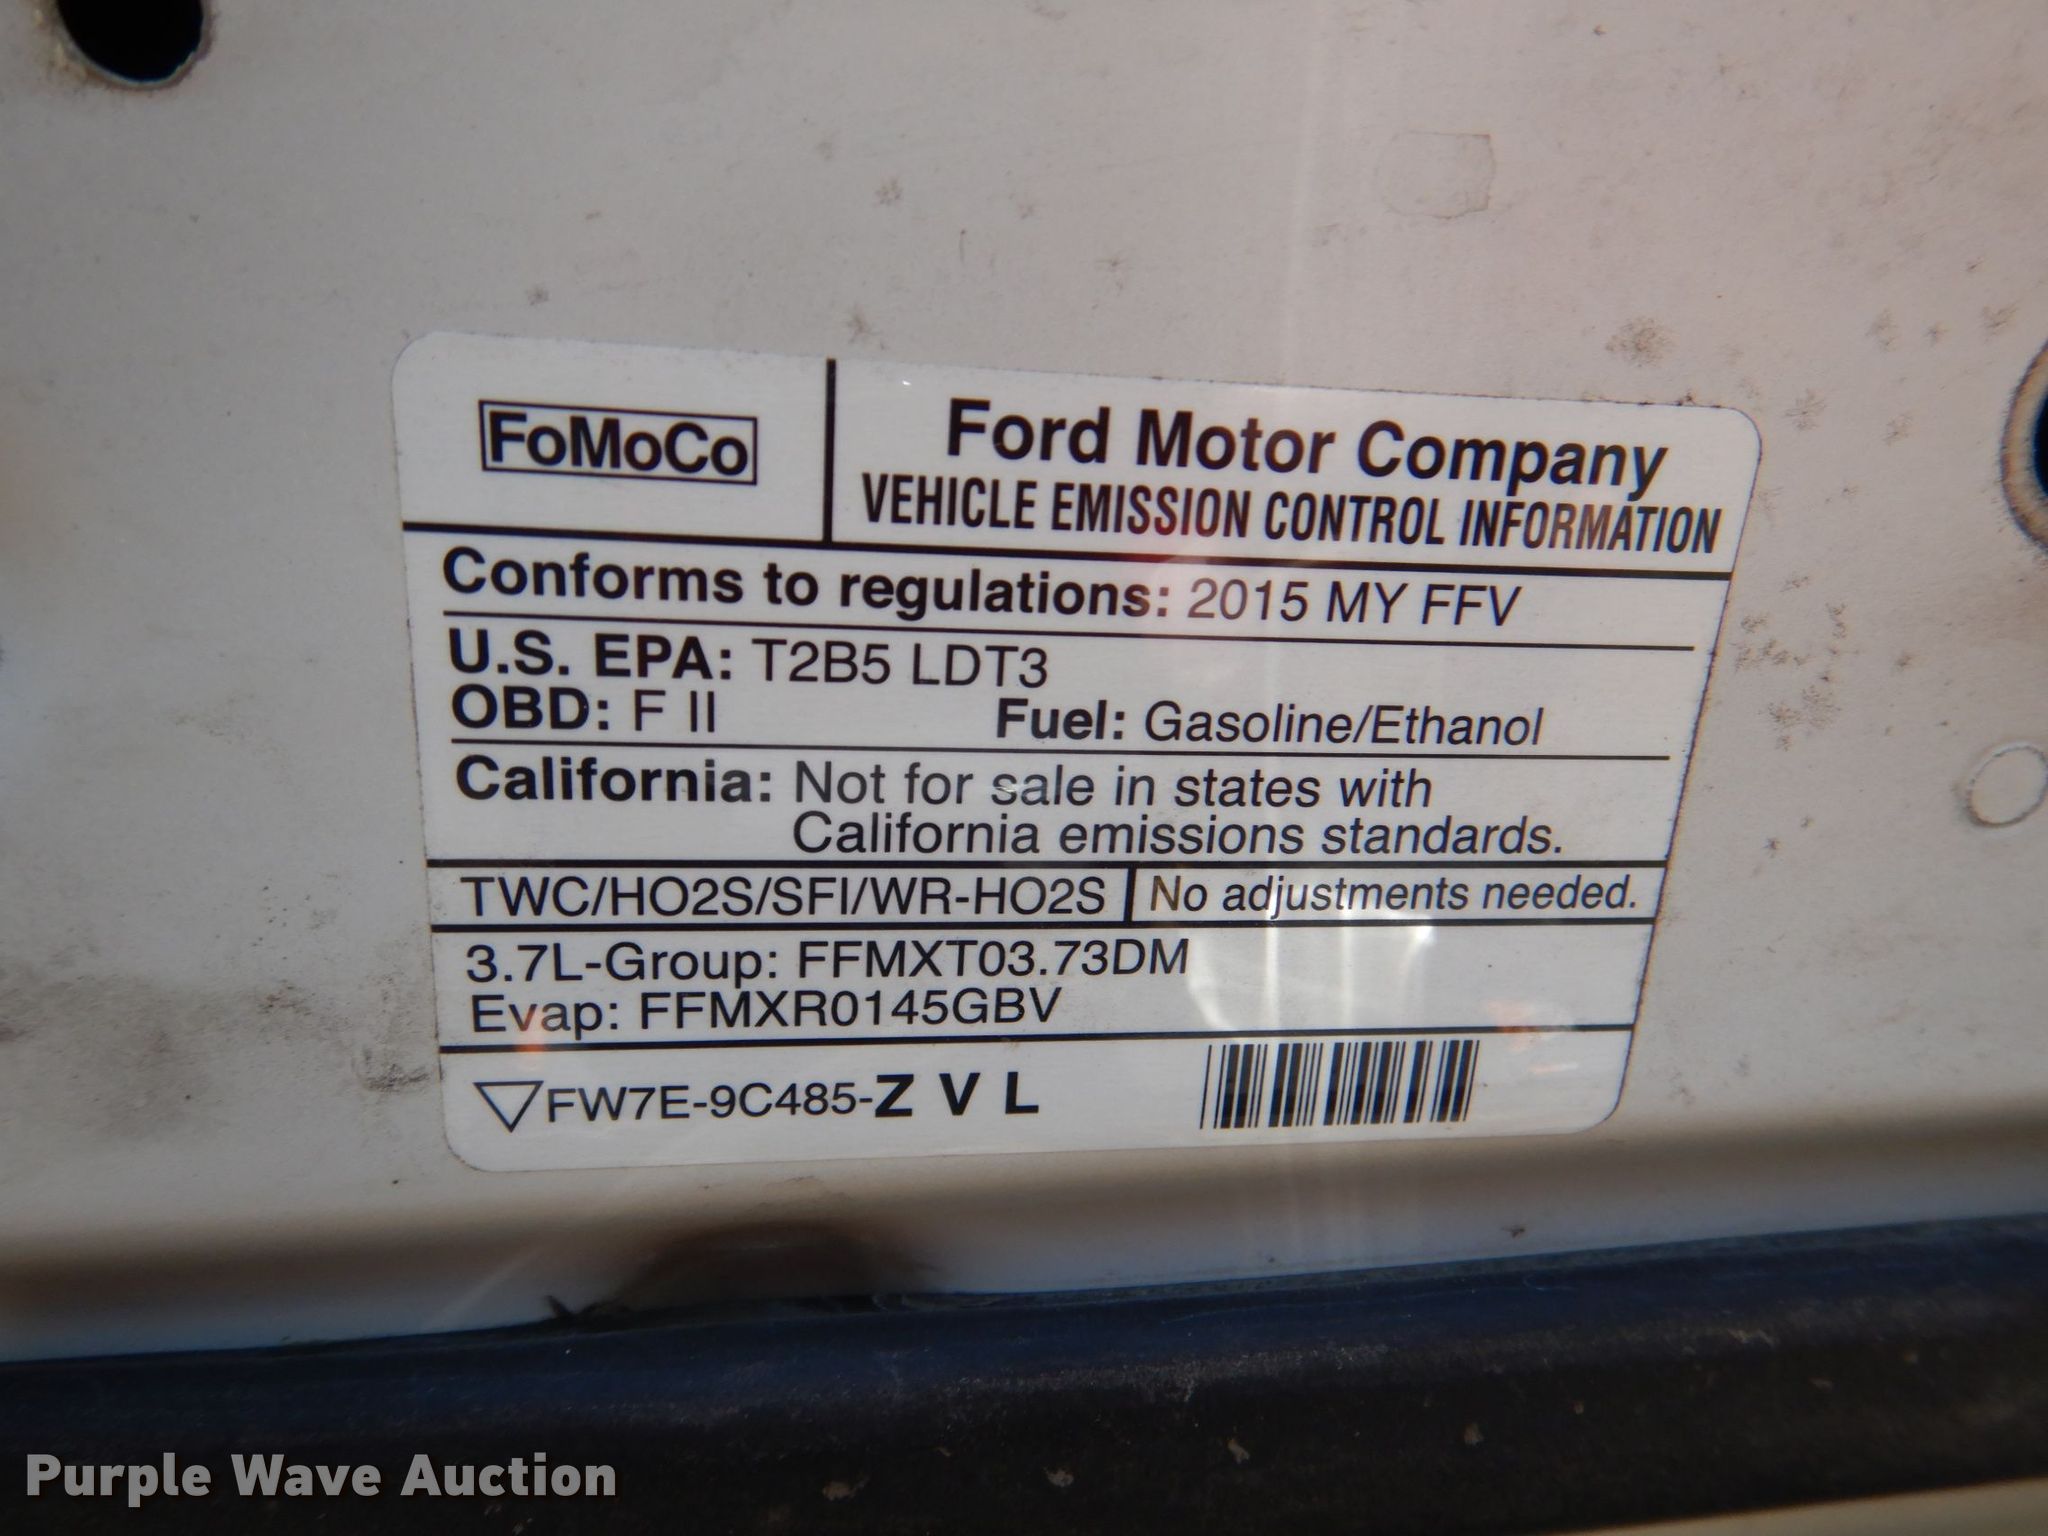 FoMoCo
Ford Motor Company
VEHICLE EMISSION CONTROL INFORMATION
Conforms to regulations: 2015 MY FFV
U.S. EPA: T2B5 LDT3
OBD: F II Fuel: Gasoline/Ethanol
California: Not for sale in states with
California emissions standards.
TWC/HO2S/SFI/WR-HO2S No adjustments needed.
3.7L-Group: FFMXT03.73DM
Evap: FFMXR0145GBV
FW7E-9C485-Z V L
Purple Wave Auction